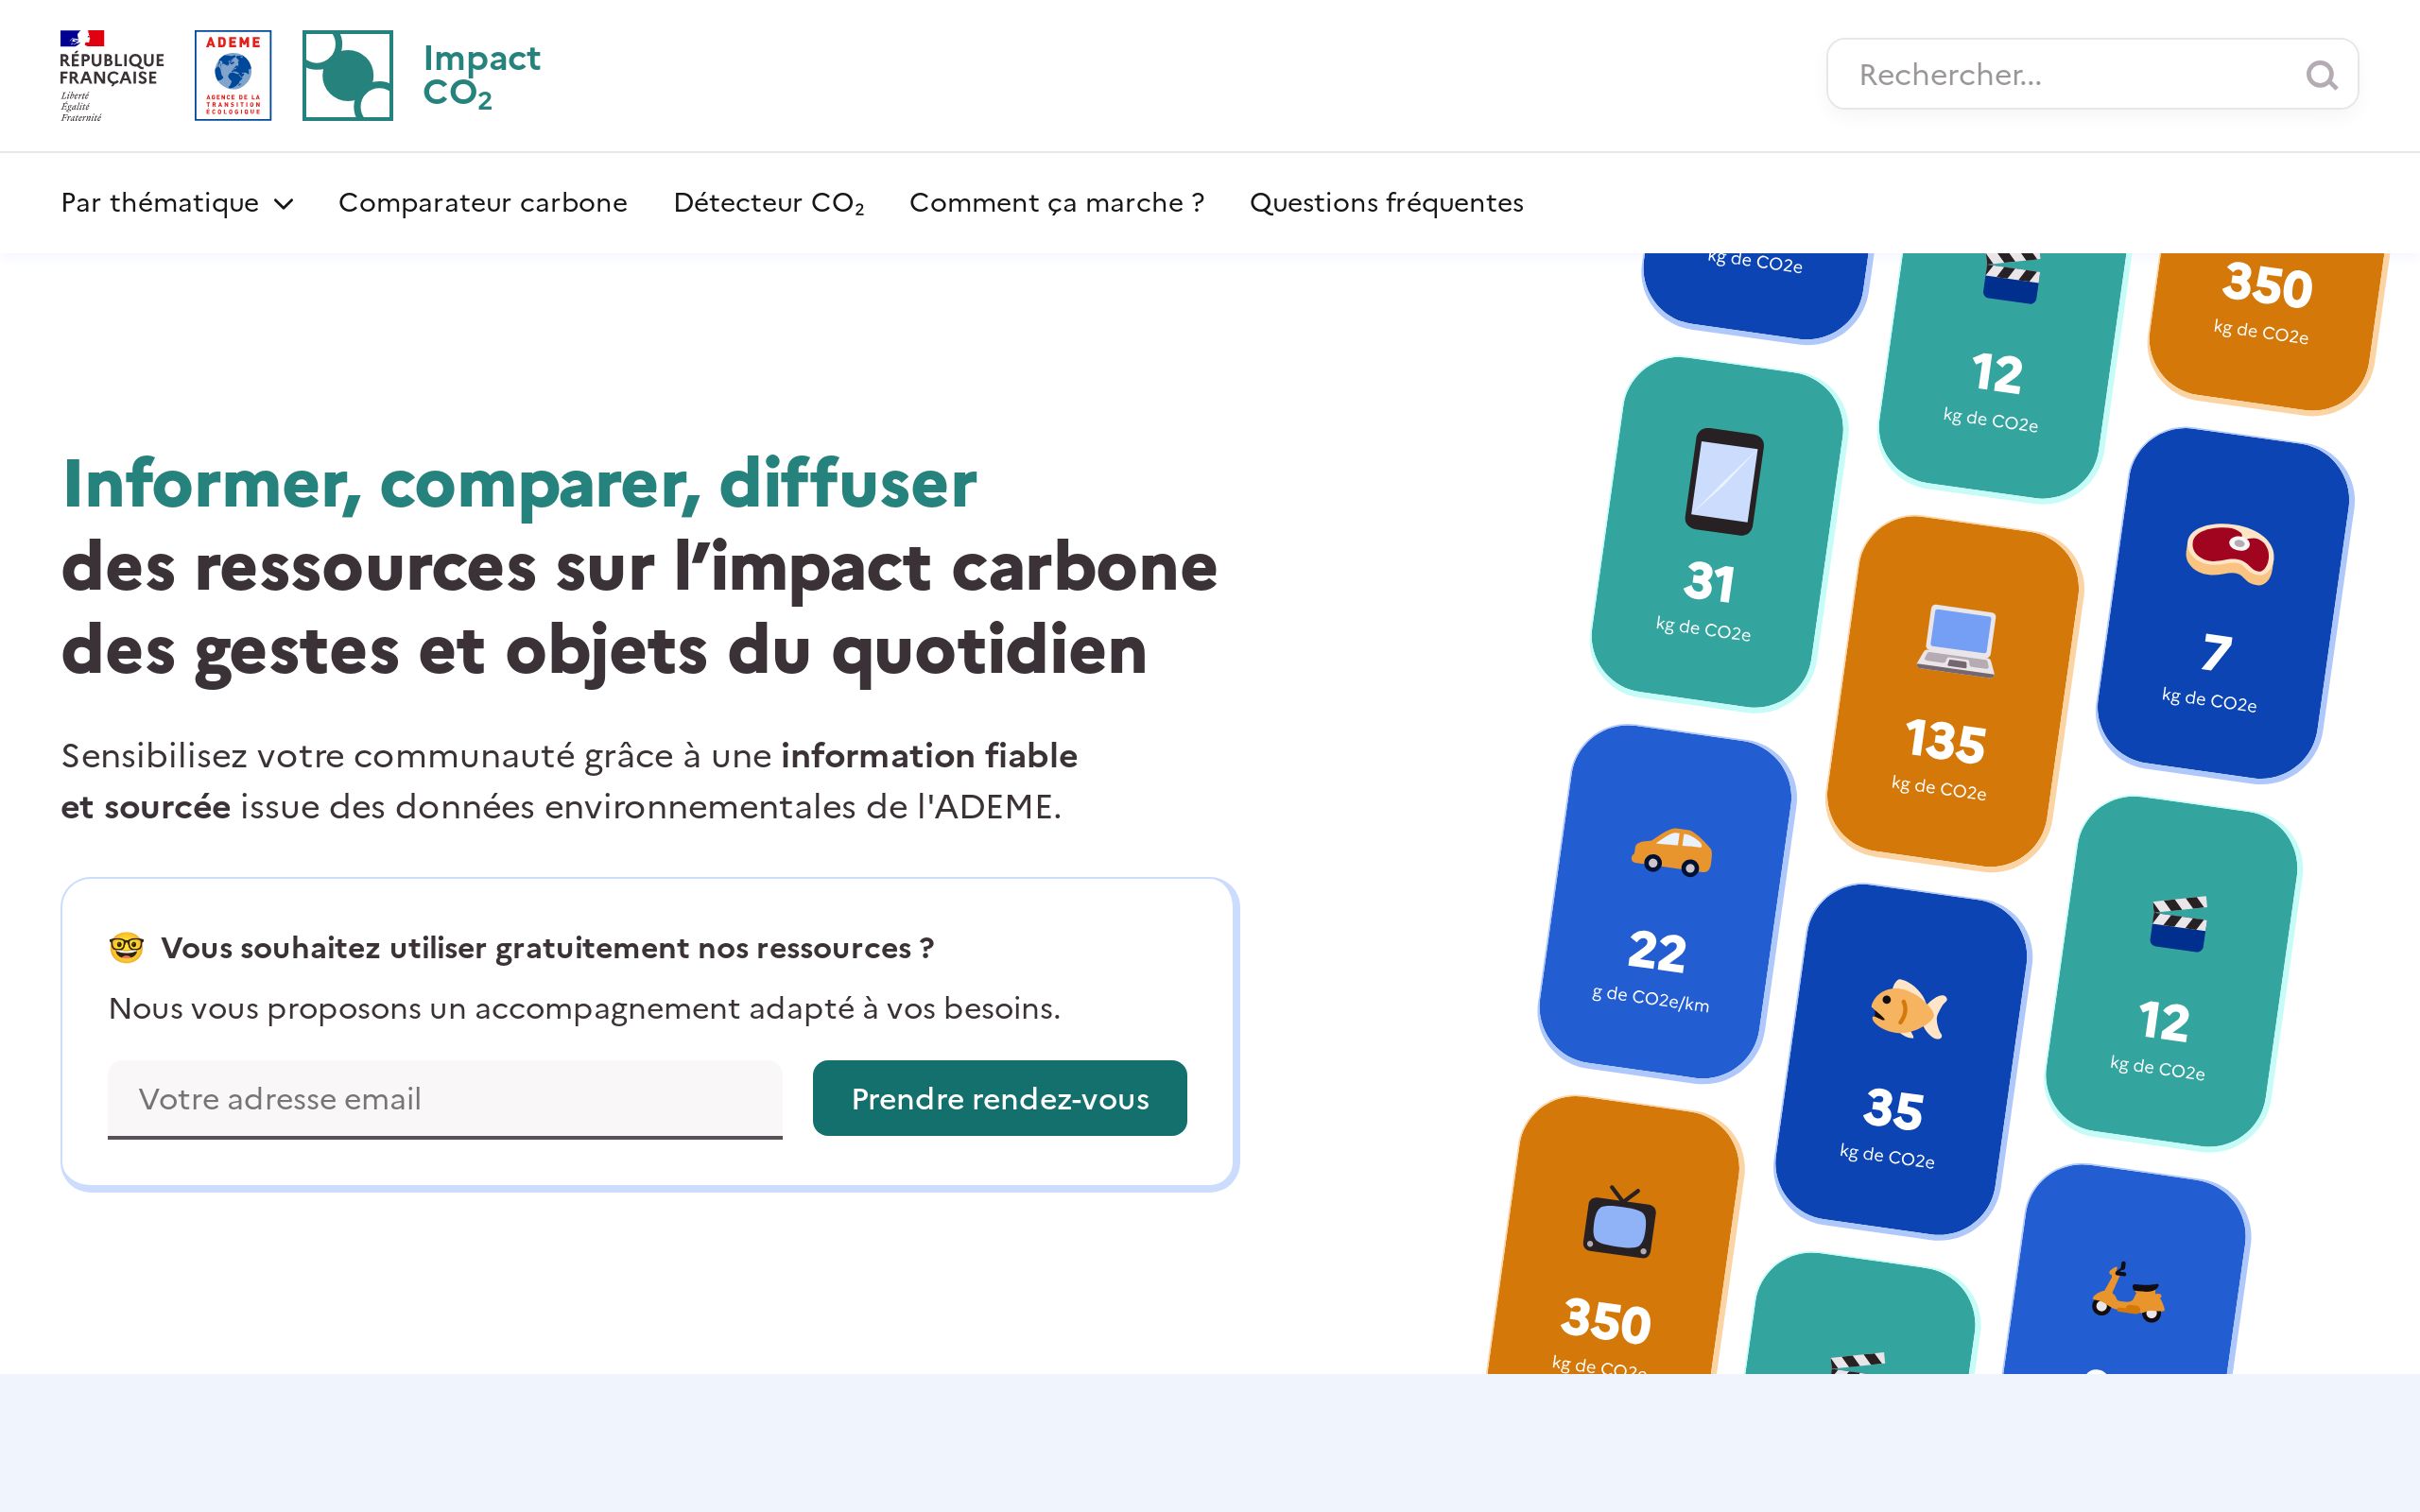 RÉPUBLIQUE
FRANÇAISE
Liberté
Égalité
Fraternité
ADEME
AGENCE DE LA
TRANSITION
ÉCOLOGIQUE
Impact
CO2
Rechercher...
Par thématique
Comparateur carbone
Détecteur CO₂
Comment ça marche ?
Questions fréquentes
Informer, comparer, diffuser
des ressources sur l’impact carbone
des gestes et objets du quotidien
Sensibilisez votre communauté grâce à une information fiable
et sourcée issue des données environnementales de l'ADEME.
🤓 Vous souhaitez utiliser gratuitement nos ressources ?
Nous vous proposons un accompagnement adapté à vos besoins.
Votre adresse email
Prendre rendez-vous
kg de CO2e
12
kg de CO2e
350
kg de CO2e
31
kg de CO2e
135
kg de CO2e
7
kg de CO2e
22
g de CO2e/km
35
kg de CO2e
12
kg de CO2e
350
kg de CO2e